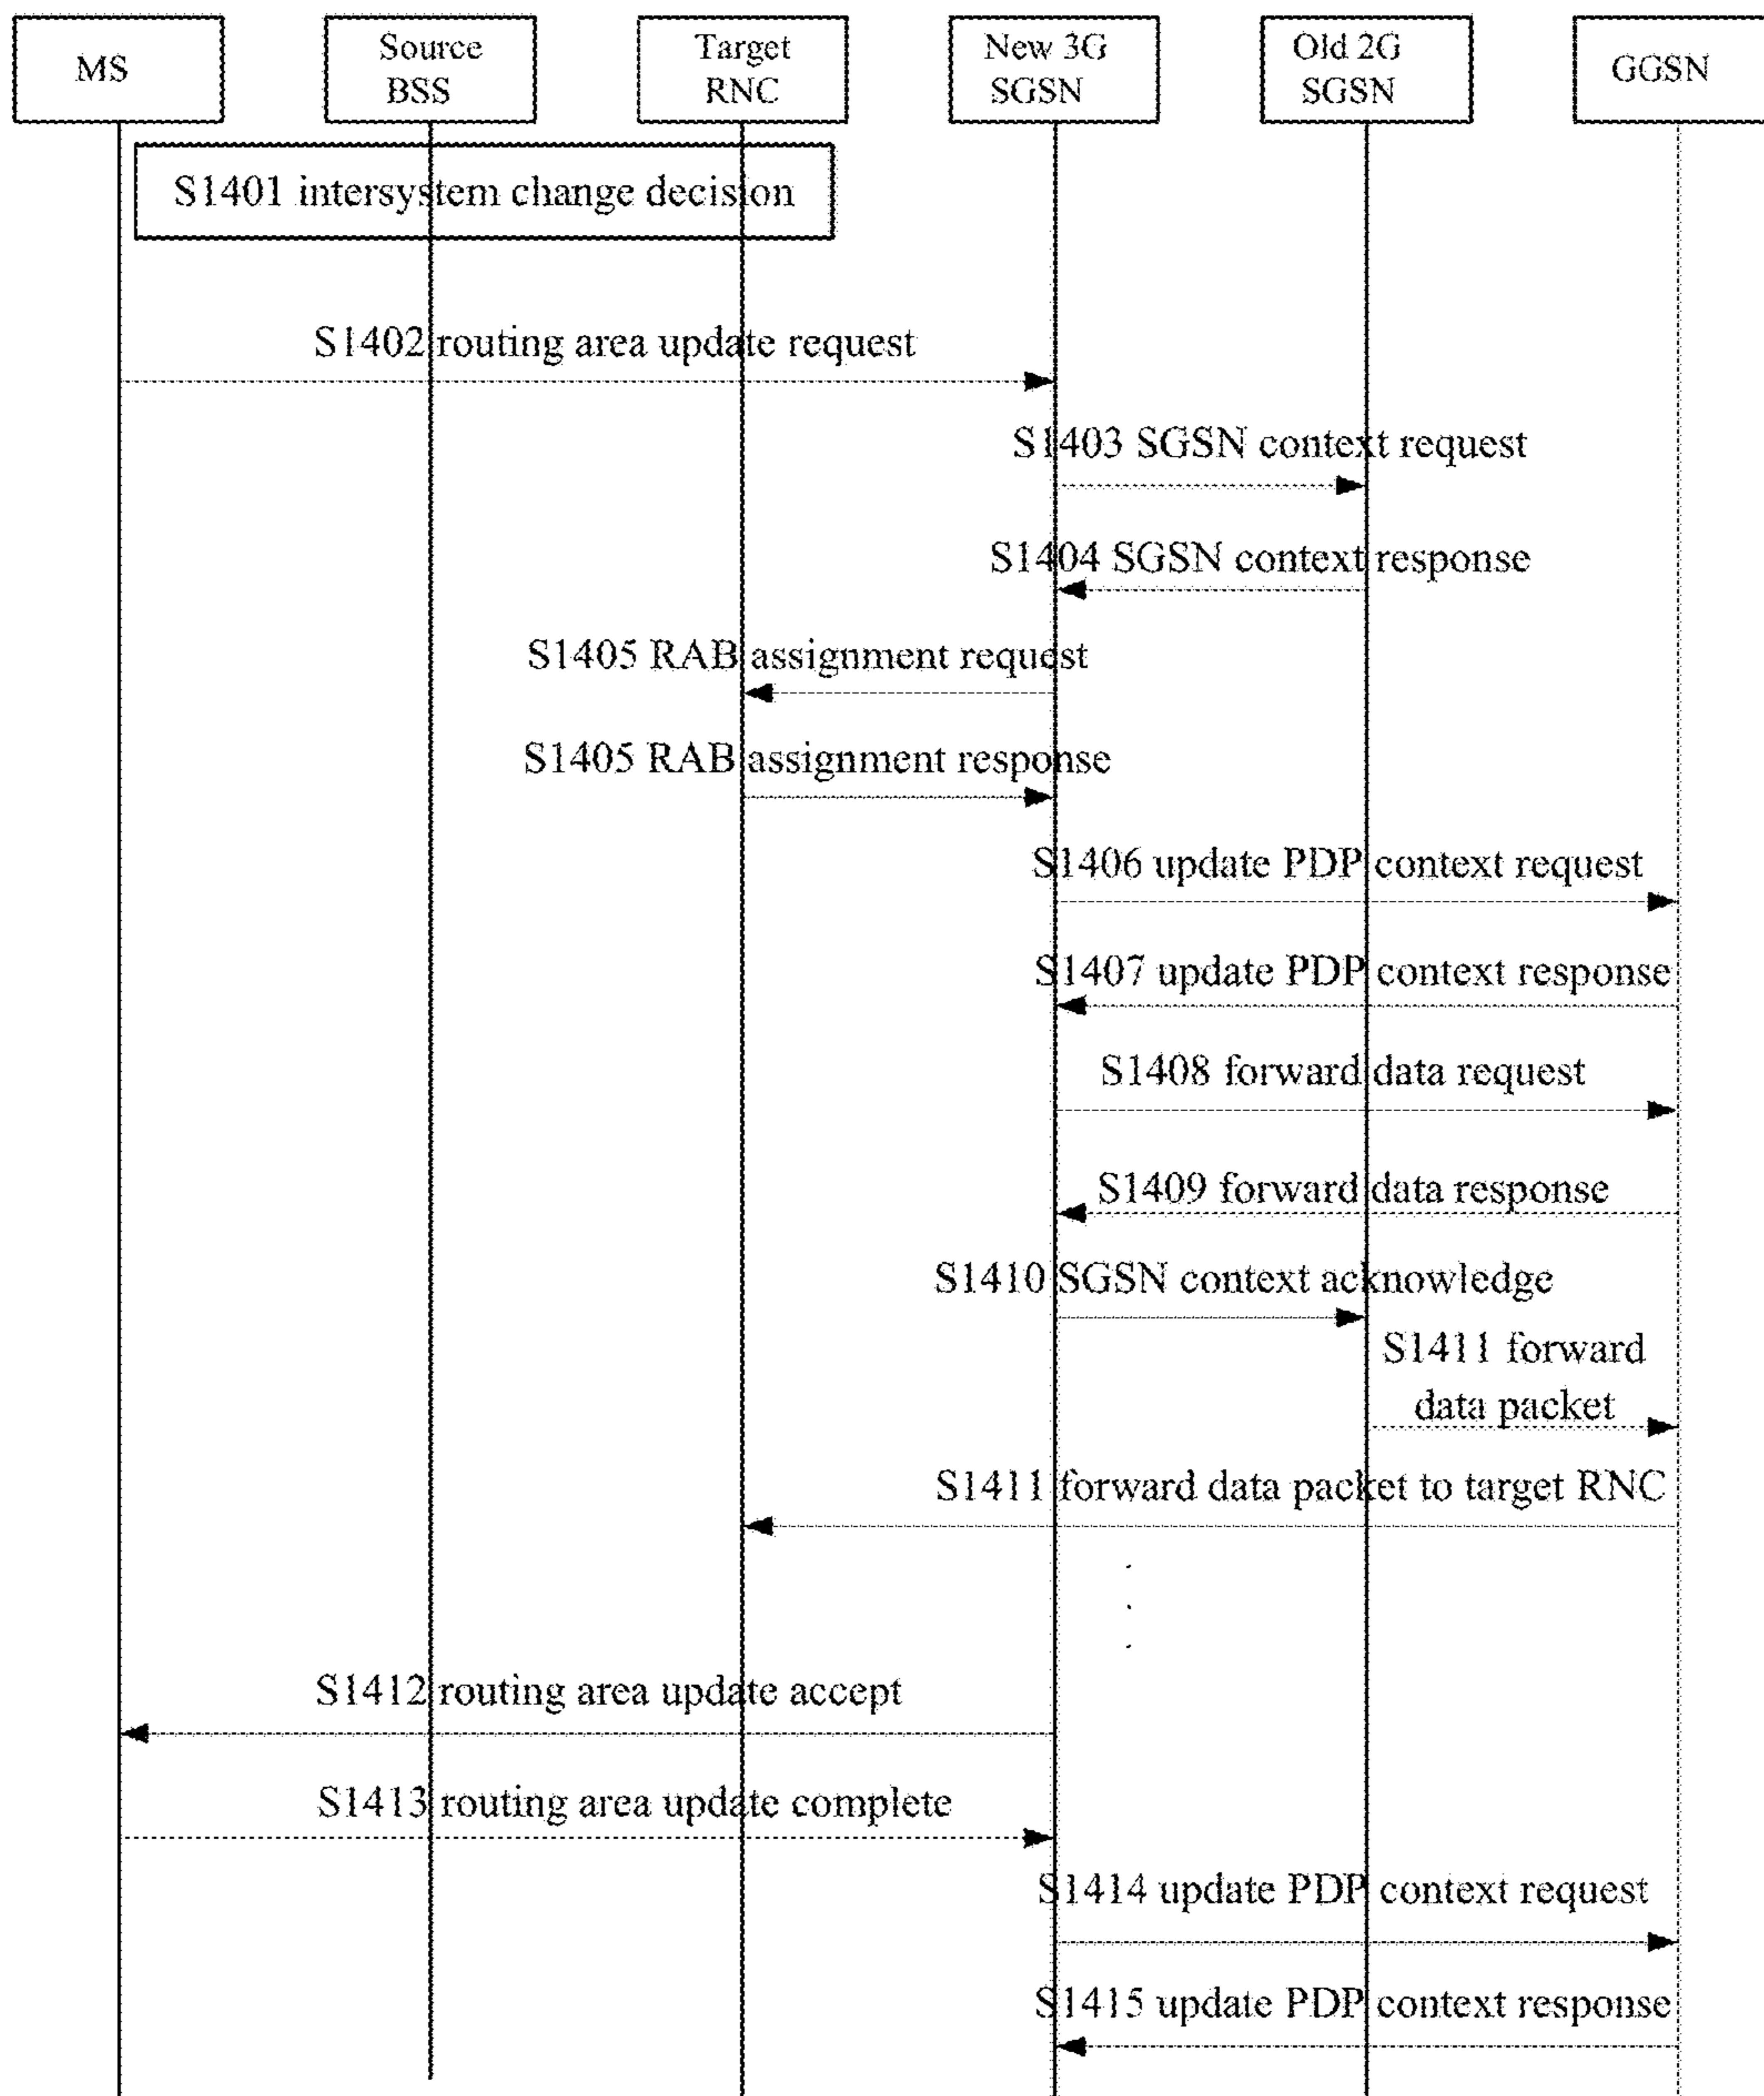 MS
Source
BSS
Target
RNC
New 3G
SGSN
Old 2G
SGSN
GGSN
S1401 intersystem change decision
S1402 routing area update request
S1403 SGSN context request
S1404 SGSN context response
S1405 RAB assignment request
S1405 RAB assignment response
S1406 update PDP context request
S1407 update PDP context response
S1408 forward data request
S1409 forward data response
S1410 SGSN context acknowledge
S1411 forward
data packet
S1411 forward data packet to target RNC
S1412 routing area update accept
S1413 routing area update complete
S1414 update PDP context request
S1415 update PDP context response